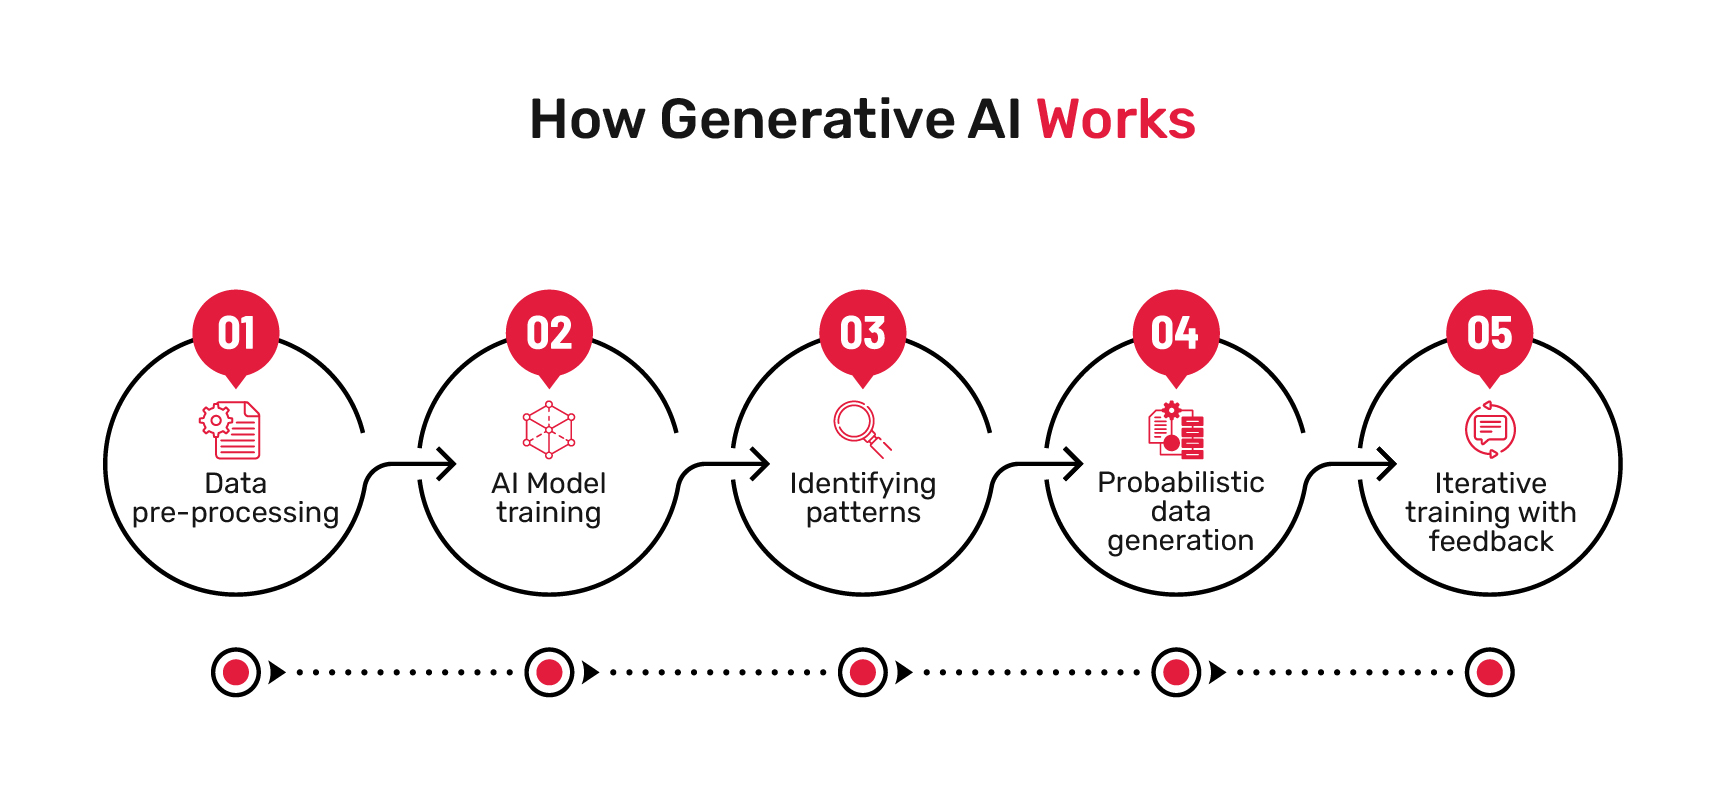 How Generative AI Works
01
Data
pre-processing
02
AI Model
training
03
Identifying
patterns
04
Probabilistic
data
generation
05
Iterative
training with
feedback